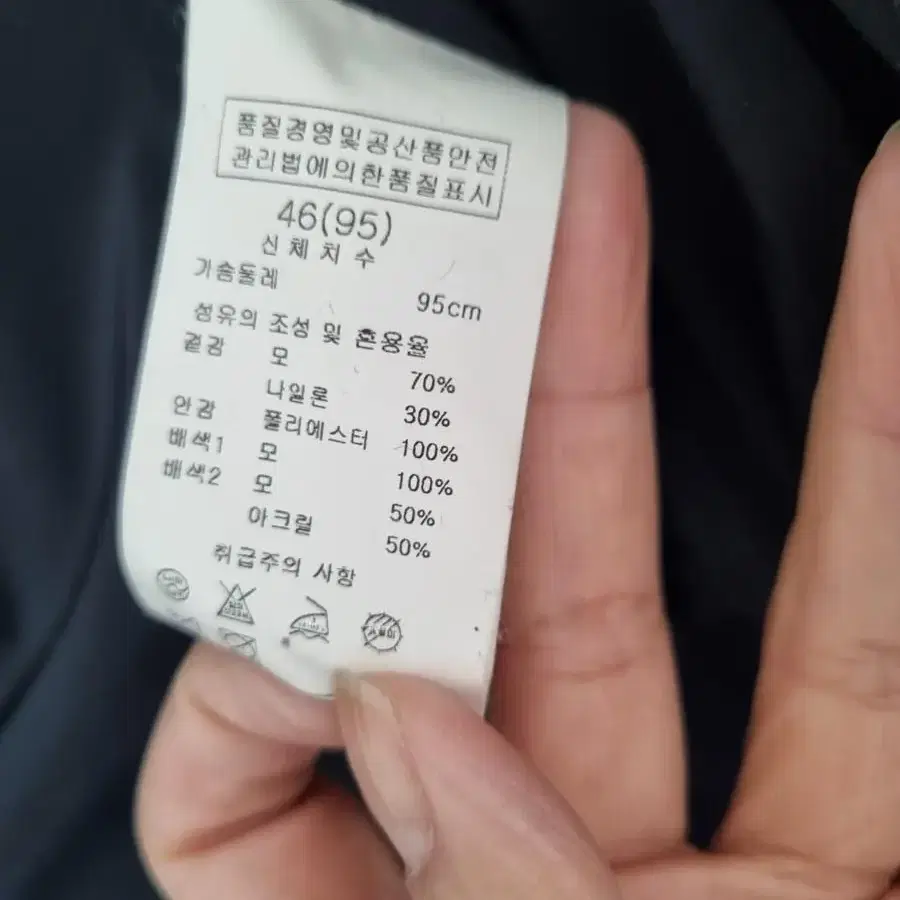 품질경영및공산품안전
관리법에의한품질표시
46(95)
신체치수
가슴둘레 95cm
섬유의 조성 및 혼용율
겉감 모 70%
나일론 30%
안감 폴리에스터 100%
배색1 모 100%
배색2 모 50%
아크릴 50%
취급주의 사항